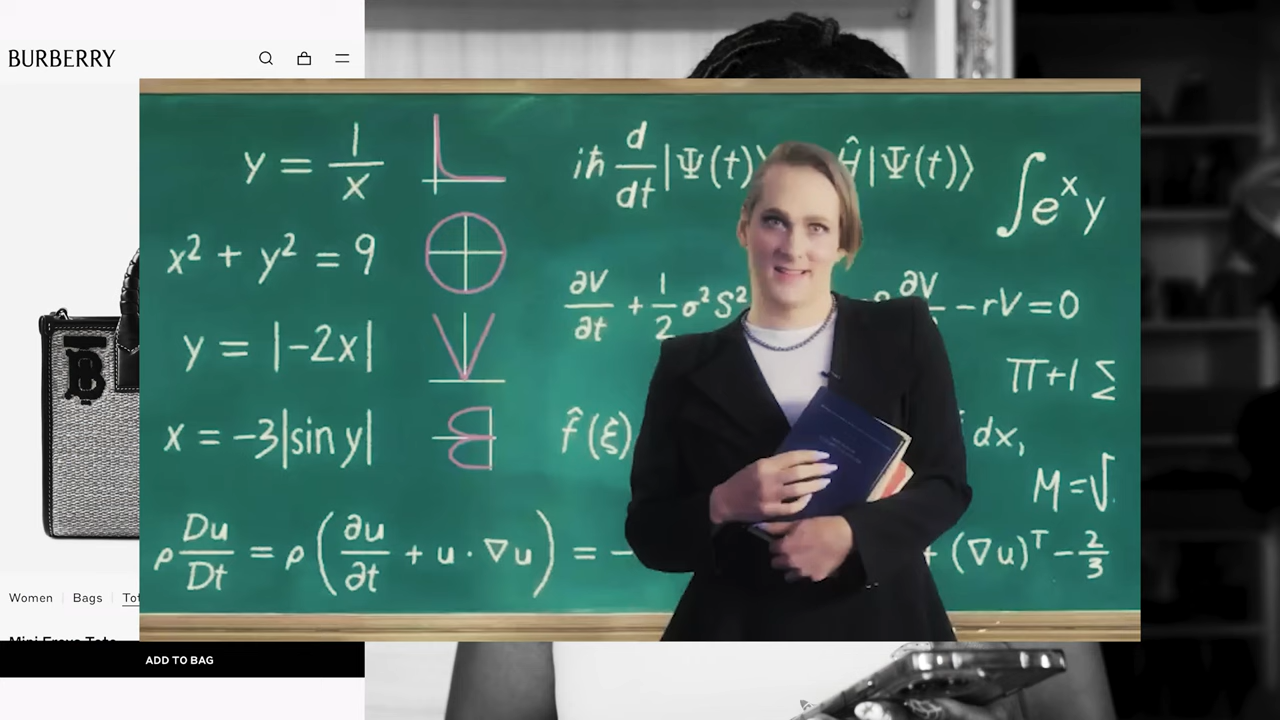 BURBERRY
y = 1/x
x² + y² = 9
y = |-2x|
x = -3|sin y|
ρ Du/Dt = ρ(∂u/∂t + u · ∇u) = -
iħ d/dt |Ψ(t)⟩ Ĥ|Ψ(t)⟩
∫eˣy
∂V/∂t + 1/2 σ²S² ∂V -rV=0
π+1 Σ
f̂(ξ) dx,
M=√
+ (∇u)ᵀ - 2/3
Women
Bags
ADD TO BAG